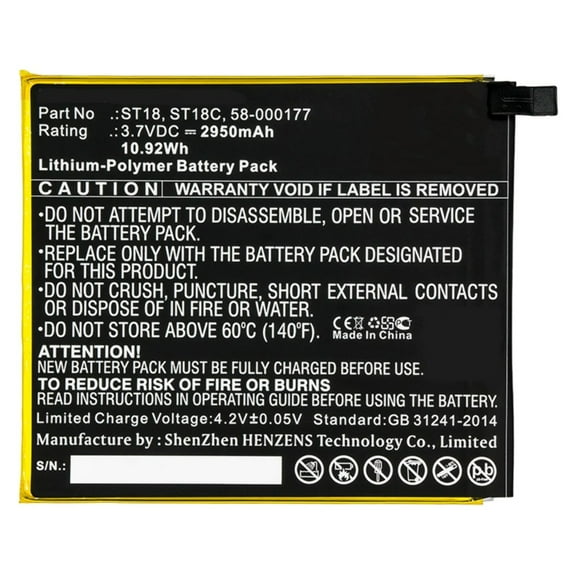 Part No :ST18, ST18C, 58-000177
Rating :3.7VDC 2950mAh
10.92Wh
Lithium-Polymer Battery Pack
CAUTION WARRANTY VOID IF LABEL IS REMOVED
•DO NOT ATTEMPT TO DISASSEMBLE, OPEN OR SERVICE
THE BATTERY PACK.
•REPLACE ONLY WITH THE BATTERY PACK DESIGNATED
FOR THIS PRODUCT.
•DO NOT CRUSH, PUNCTURE, SHORT EXTERNAL CONTACTS
OR DISPOSE OF IN FIRE OR WATER.
•DO NOT STORE ABOVE 60°C (140°F).
CE
Made In China
ATTENTION!
NEW BATTERY PACK MUST BE FULLY CHARGED BEFORE USE
TO REDUCE RISK OF FIRE OR BURNS
READ INSTRUCTIONS IN OPERATING GUIDE BEFORE USING BATTERY
Limited Charge Voltage:4.2V±0.05V Standard:GB 31241-2014
Manufacture by: ShenZhen HENZENS Technology Co., Limited
S/N.: Pb